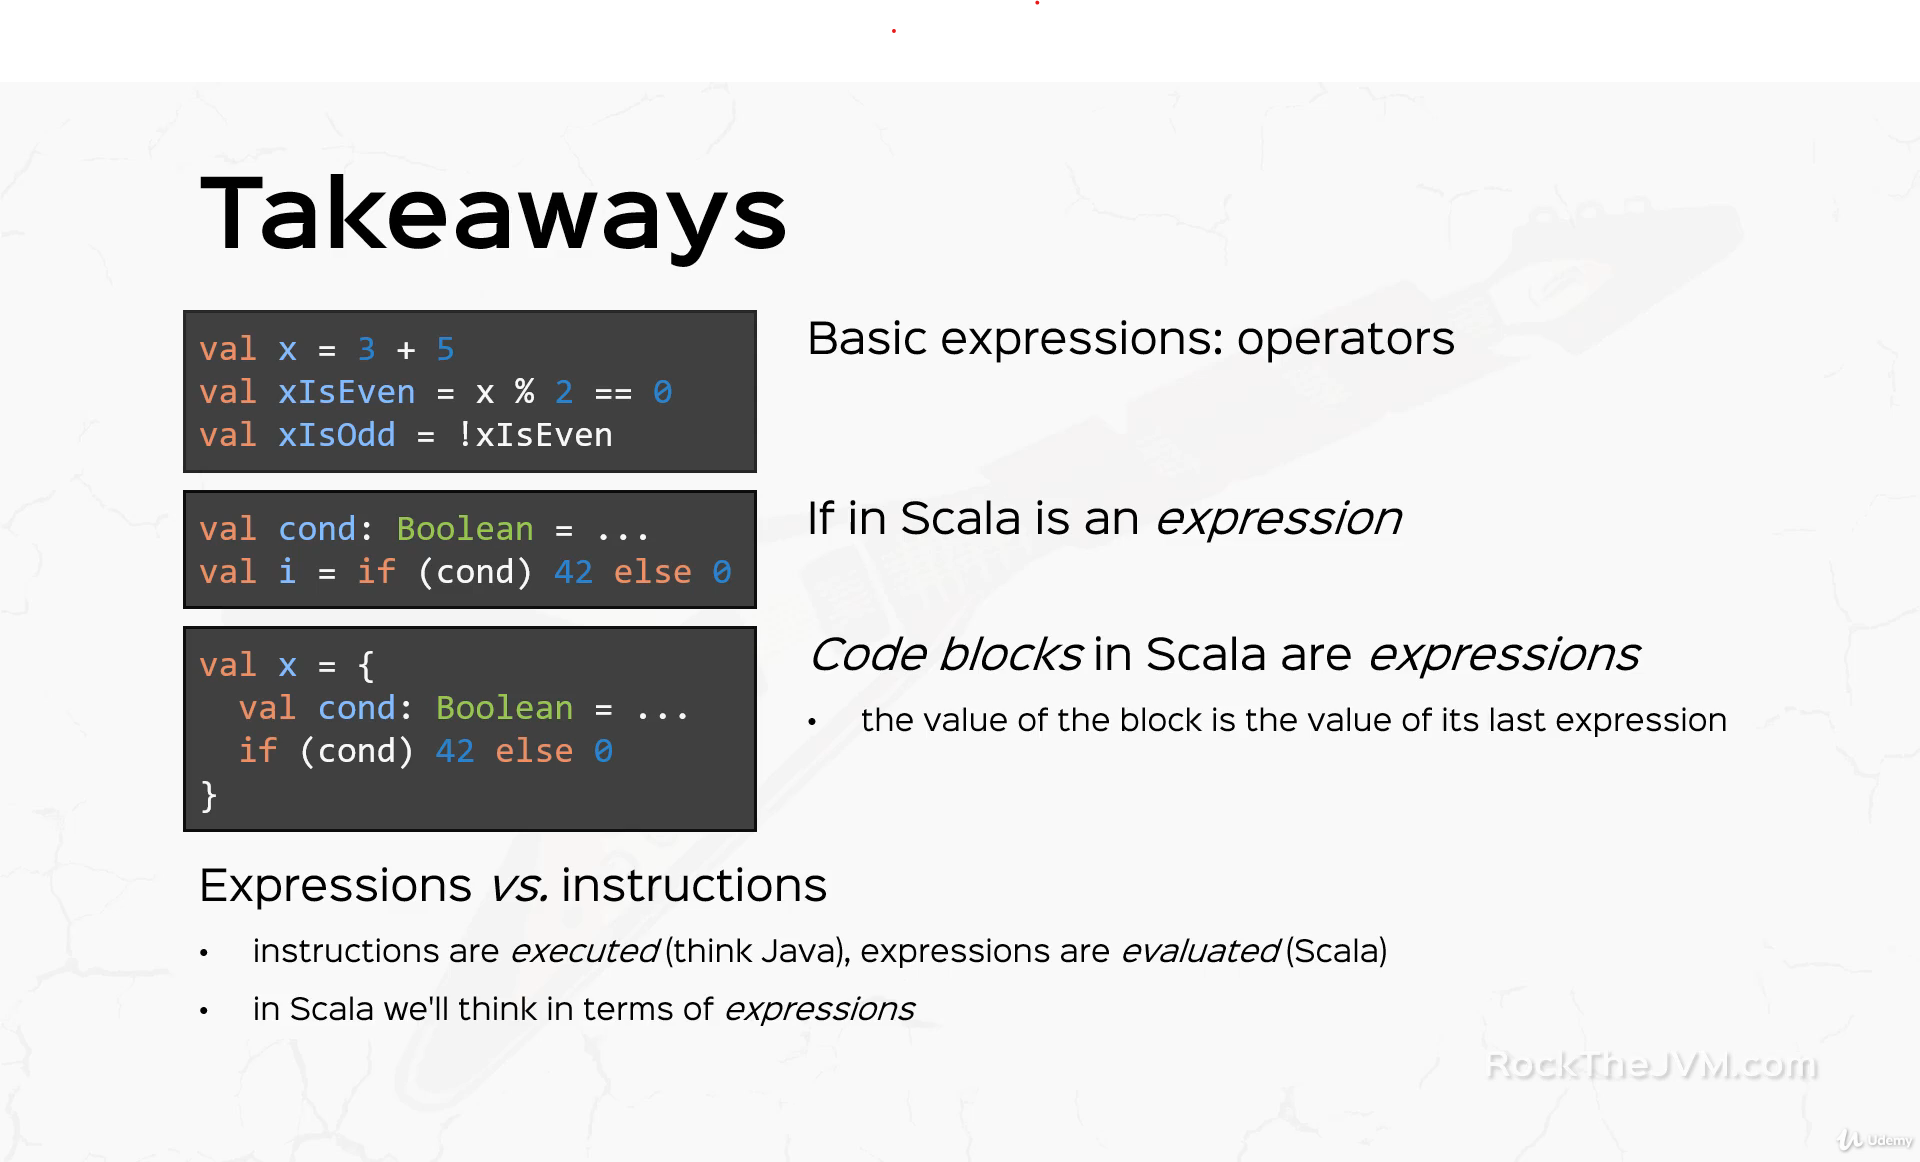 Takeaways
val x = 3 + 5
val xIsEven = x % 2 == 0
val xIsOdd = !xIsEven
Basic expressions: operators
val cond: Boolean = ...
val i = if (cond) 42 else 0
If in Scala is an expression
val x = {
  val cond: Boolean = ...
  if (cond) 42 else 0
}
Code blocks in Scala are expressions
• the value of the block is the value of its last expression
Expressions vs. instructions
• instructions are executed (think Java), expressions are evaluated (Scala)
• in Scala we'll think in terms of expressions
RockTheJVM.com
Udemy